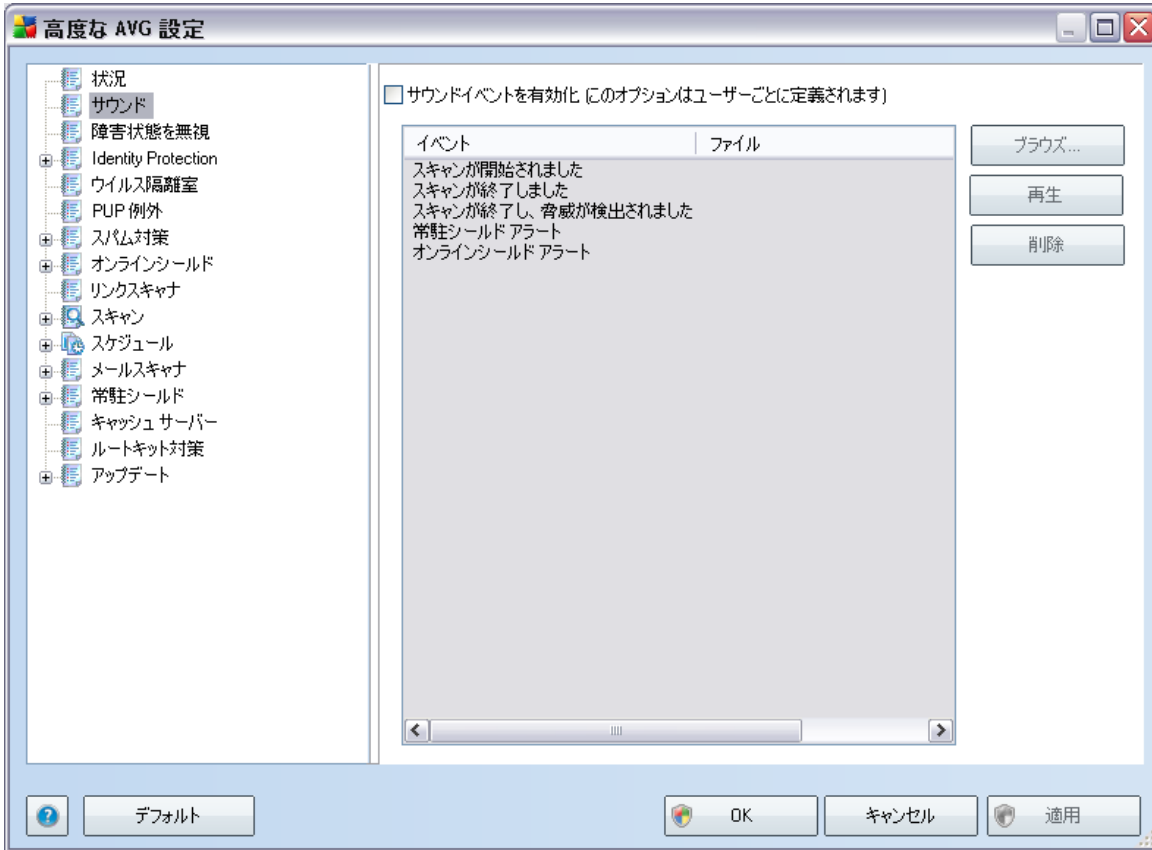 高度な AVG 設定
状況
サウンド
障害状態を無視
Identity Protection
ウイルス隔離室
PUP 例外
スパム対策
オンラインシールド
リンクスキャナ
スキャン
スケジュール
メールスキャナ
常駐シールド
キャッシュ サーバー
ルートキット対策
アップデート
サウンドイベントを有効化 (このオプションはユーザーごとに定義されます)
イベント ファイル
スキャンが開始されました
スキャンが終了しました
スキャンが終了し、脅威が検出されました
常駐シールド アラート
オンラインシールド アラート
ブラウズ...
再生
削除
デフォルト
OK
キャンセル
適用